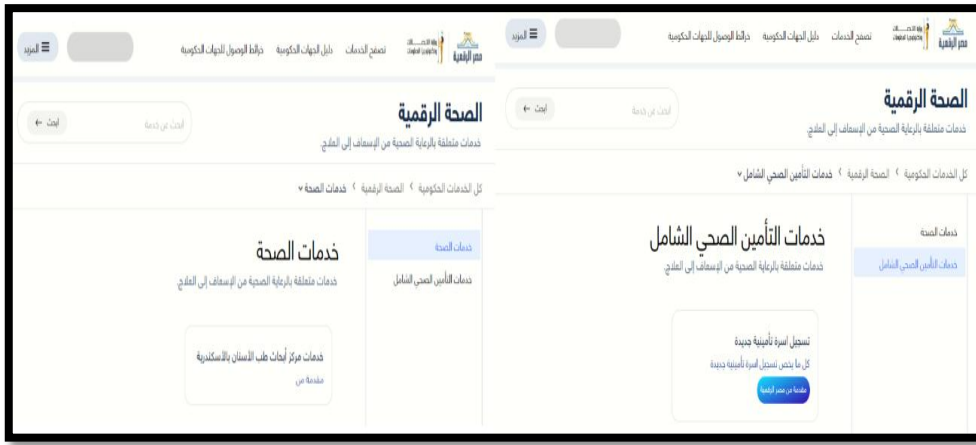 مصر الرقمية
تصفح الخدمات
دليل الجهات الحكومية
خرائط الوصول للجهات الحكومية
المزيد
الصحة الرقمية
خدمات متعلقة بالرعاية الصحية من الإسعاف إلى العلاج.
ابحث عن خدمة
ابحث
كل الخدمات الحكومية
الصحة الرقمية
خدمات التأمين الصحي الشامل
خدمات الصحة
خدمات التأمين الصحي الشامل
خدمات التأمين الصحي الشامل
خدمات متعلقة بالرعاية الصحية من الإسعاف إلى العلاج.
تسجيل اسرة تأمينية جديدة
كل ما يخص تسجيل اسرة تأمينية جديدة
مقدمة من مصر الرقمية
مصر الرقمية
تصفح الخدمات
دليل الجهات الحكومية
خرائط الوصول للجهات الحكومية
المزيد
الصحة الرقمية
خدمات متعلقة بالرعاية الصحية من الإسعاف إلى العلاج.
ابحث عن خدمة
ابحث
كل الخدمات الحكومية
الصحة الرقمية
خدمات الصحة
خدمات الصحة
خدمات التأمين الصحي الشامل
خدمات الصحة
خدمات متعلقة بالرعاية الصحية من الإسعاف إلى العلاج.
خدمات مركز أبحاث طب الأسنان بالأسكندرية
مقدمة من